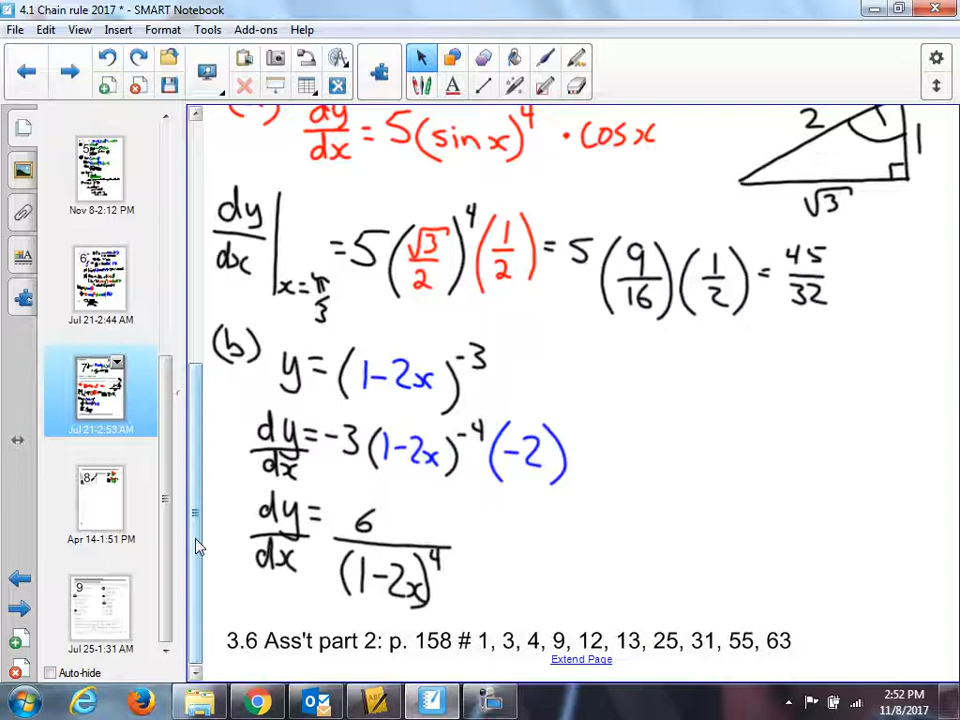 4.1 Chain rule 2017 * - SMART Notebook
File Edit View Insert Format Tools Add-ons Help
dy/dx = 5(sin x)^4 · cos x
2 1
√3
dy/dx | x=π/3 = 5(√3/2)^4 (1/2) = 5(9/16)(1/2) = 45/32
(b) y = (1-2x)^-3
dy/dx = -3(1-2x)^-4 (-2)
dy/dx = 6/(1-2x)^4
3.6 Ass't part 2: p. 158 # 1, 3, 4, 9, 12, 13, 25, 31, 55, 63
Extend Page
5
Nov 8-2:12 PM
6
Jul 21-2:44 AM
7
Jul 21-2:53 AM
8
Apr 14-1:51 PM
9
Jul 25-1:31 AM
Auto-hide
2:52 PM
11/8/2017